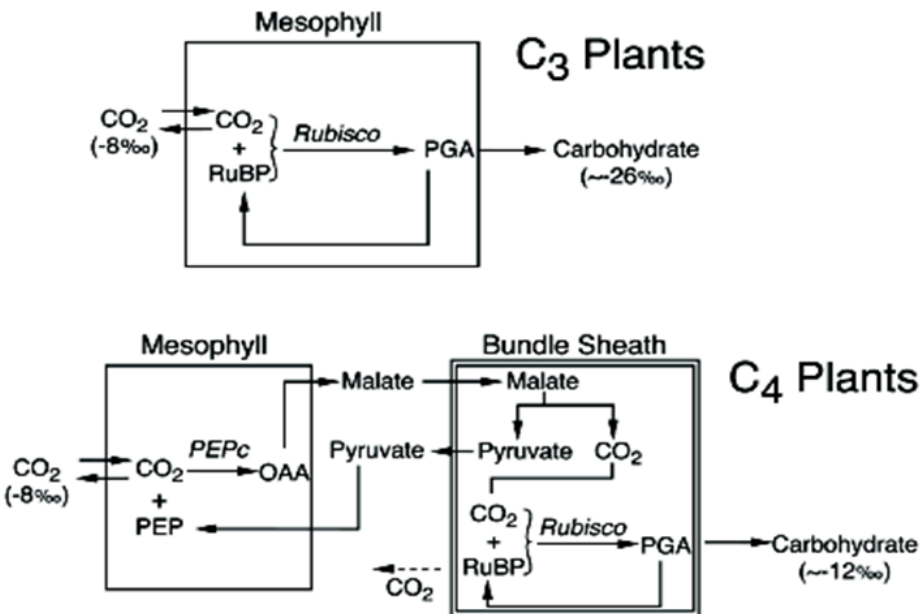 Mesophyll
C3 Plants
CO2
(-8‰)
CO2
+
RuBP
Rubisco
PGA
Carbohydrate
(~-26‰)
Mesophyll
Bundle Sheath
C4 Plants
Malate
Malate
CO2
(-8‰)
CO2
+
PEP
PEPc
OAA
Pyruvate
Pyruvate
CO2
CO2
+
RuBP
Rubisco
PGA
Carbohydrate
(~-12‰)
CO2